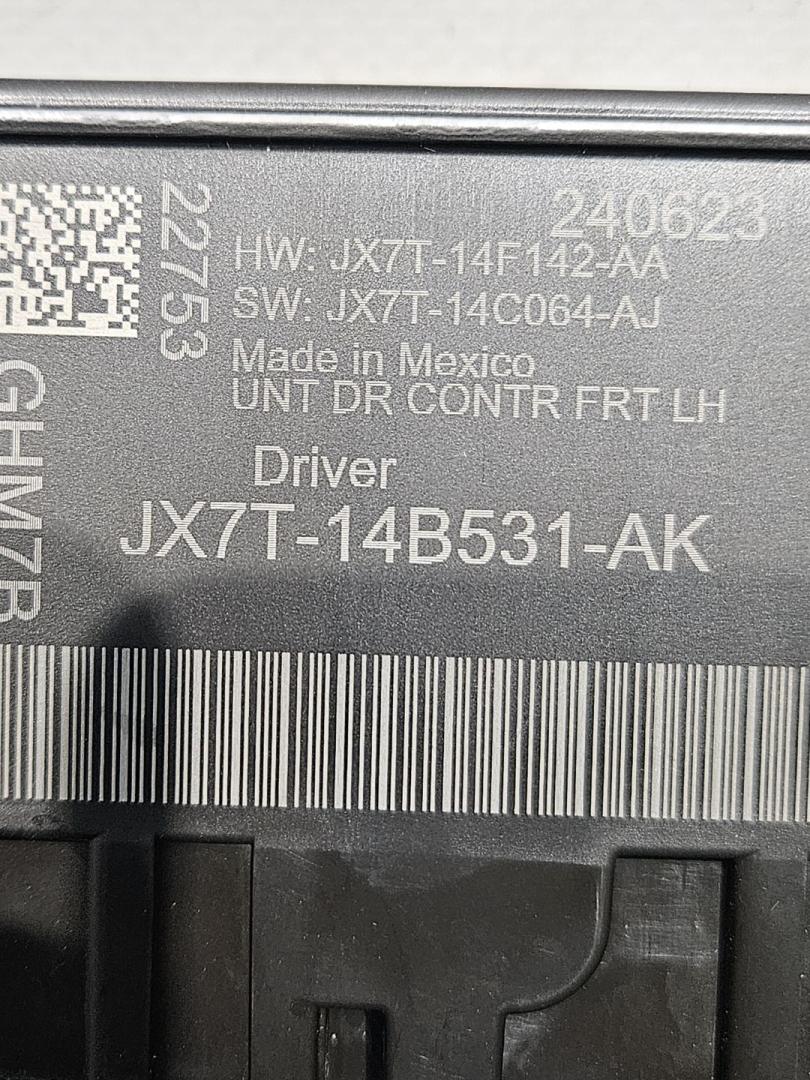 240623
22753
HW: JX7T-14F142-AA
SW: JX7T-14C064-AJ
Made in Mexico
UNT DR CONTR FRT LH
GHM7B
Driver
JX7T-14B531-AK